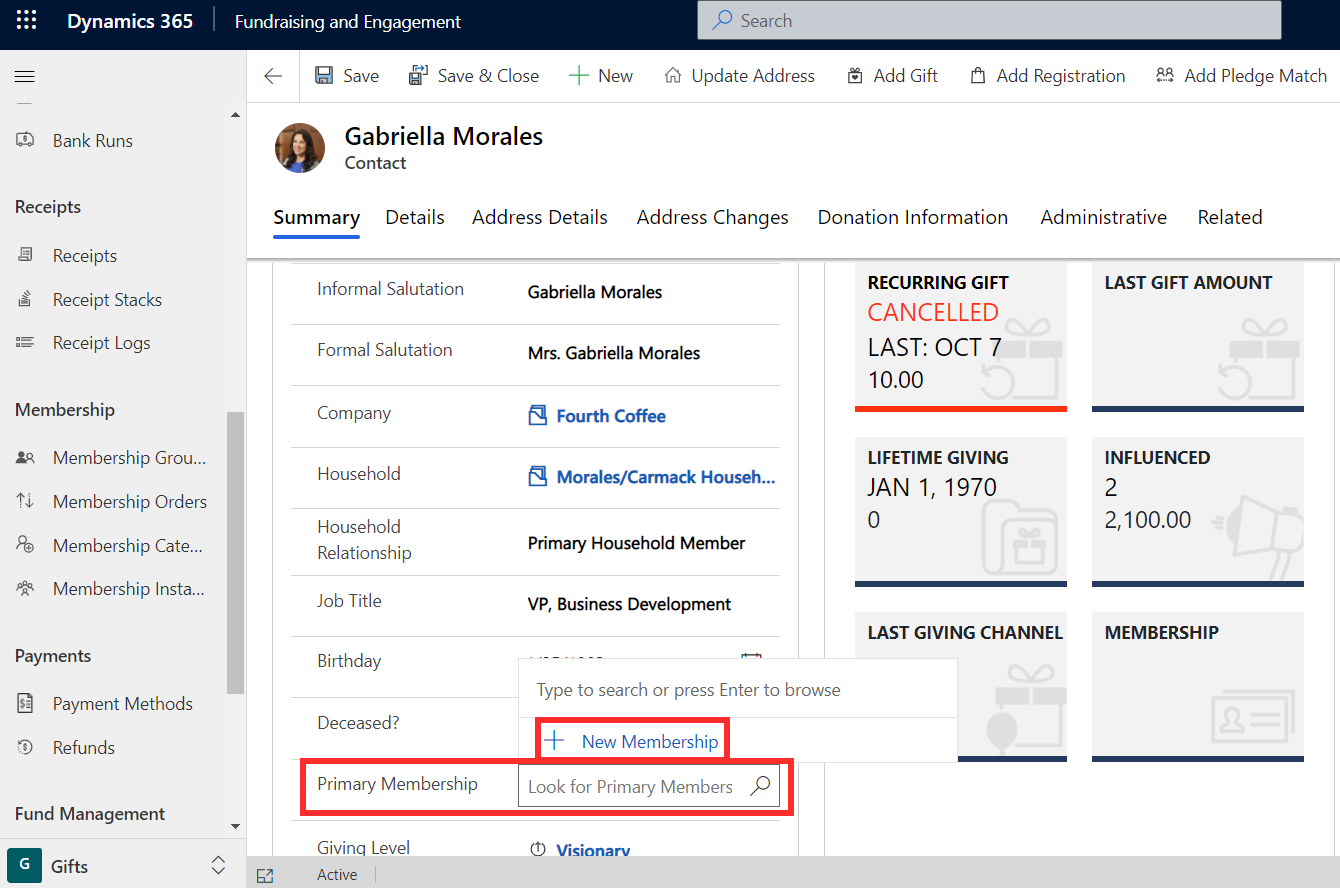 Dynamics 365
Fundraising and Engagement
Search
Save
Save & Close
New
Update Address
Add Gift
Add Registration
Add Pledge Match
Bank Runs
Receipts
Receipts
Receipt Stacks
Receipt Logs
Membership
Membership Grou...
Membership Orders
Membership Cate...
Membership Insta...
Payments
Payment Methods
Refunds
Fund Management
G
Gifts
Gabriella Morales
Contact
Summary
Details
Address Details
Address Changes
Donation Information
Administrative
Related
Informal Salutation
Gabriella Morales
Formal Salutation
Mrs. Gabriella Morales
Company
Fourth Coffee
Household
Morales/Carmack Househ...
Household
Relationship
Primary Household Member
Job Title
VP, Business Development
Birthday
Deceased?
Type to search or press Enter to browse
New Membership
Primary Membership
Look for Primary Members
Giving Level
Visionary
Active
RECURRING GIFT
CANCELLED
LAST: OCT 7
10.00
LAST GIFT AMOUNT
LIFETIME GIVING
JAN 1, 1970
0
INFLUENCED
2
2,100.00
LAST GIVING CHANNEL
MEMBERSHIP